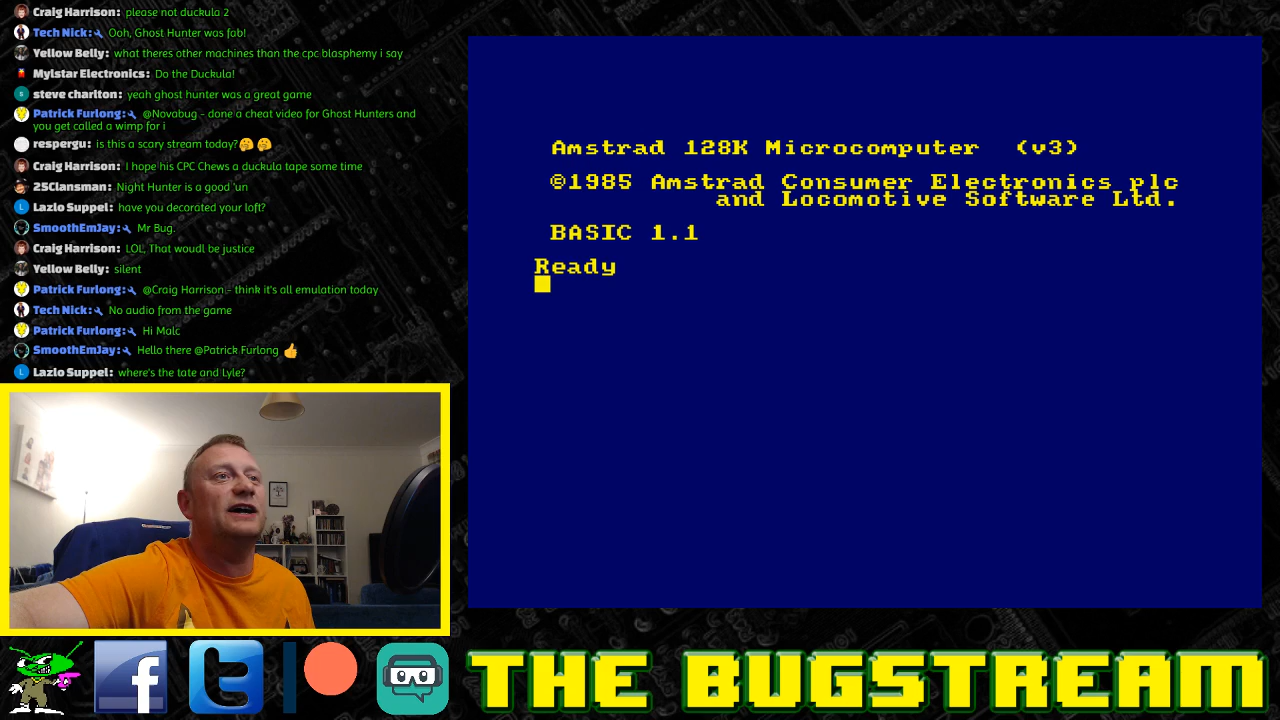 Craig Harrison: please not duckula 2
Tech Nick: Ooh, Ghost Hunter was fab!
Yellow Belly: what theres other machines than the cpc blasphemy i say
Mylstar Electronics: Do the Duckula!
S steve charlton: yeah ghost hunter was a great game
Patrick Furlong: @Novabug - done a cheat video for Ghost Hunters and
you get called a wimp for i
respergu: is this a scary stream today?🤔🤔
Craig Harrison: I hope his CPC Chews a duckula tape some time
25Clansman: Night Hunter is a good 'un
L Lazlo Suppel: have you decorated your loft?
SmoothEmJay: Mr Bug.
Craig Harrison: LOL, That woudl be justice
Yellow Belly: silent
Patrick Furlong: @Craig Harrison - think it's all emulation today
Tech Nick: No audio from the game
Patrick Furlong: Hi Malc
SmoothEmJay: Hello there @Patrick Furlong 👍
L Lazlo Suppel: where's the tate and Lyle?
Amstrad 128K Microcomputer (v3)
©1985 Amstrad Consumer Electronics plc
and Locomotive Software Ltd.
BASIC 1.1
Ready
THE BUGSTREAM